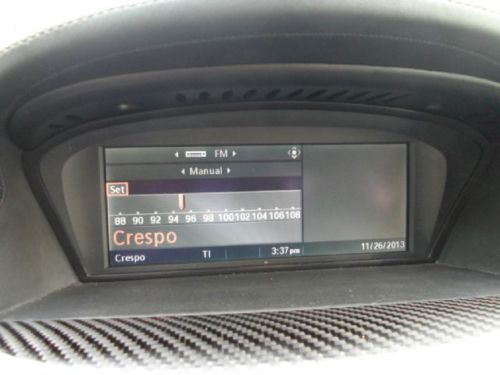 FM
Manual
Set
88 90 92 94 96 98 100 102 104 106 108
Crespo
Crespo TI 3:37 pm 11/26/2013